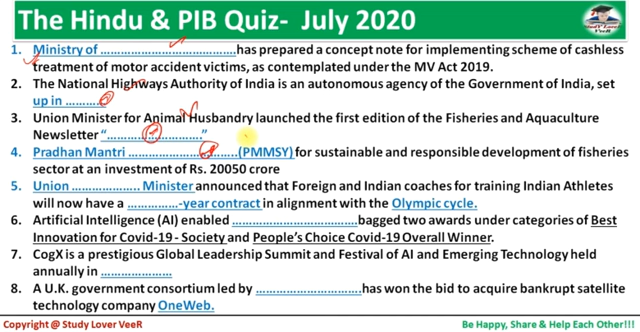 The Hindu & PIB Quiz- July 2020
STUDY LOVER VEER
1. Ministry of ........................................has prepared a concept note for implementing scheme of cashless
treatment of motor accident victims, as contemplated under the MV Act 2019.
2. The National Highways Authority of India is an autonomous agency of the Government of India, set
up in ...........
3. Union Minister for Animal Husbandry launched the first edition of the Fisheries and Aquaculture
Newsletter “............................”
4. Pradhan Mantri ................................(PMMSY) for sustainable and responsible development of fisheries
sector at an investment of Rs. 20050 crore
5. Union .................... Minister announced that Foreign and Indian coaches for training Indian Athletes
will now have a ...............-year contract in alignment with the Olympic cycle.
6. Artificial Intelligence (AI) enabled .....................................bagged two awards under categories of Best
Innovation for Covid-19 - Society and People’s Choice Covid-19 Overall Winner.
7. CogX is a prestigious Global Leadership Summit and Festival of AI and Emerging Technology held
annually in .....................
8. A U.K. government consortium led by ...............................has won the bid to acquire bankrupt satellite
technology company OneWeb.
Copyright @ Study Lover VeeR
Be Happy, Share & Help Each Other!!!